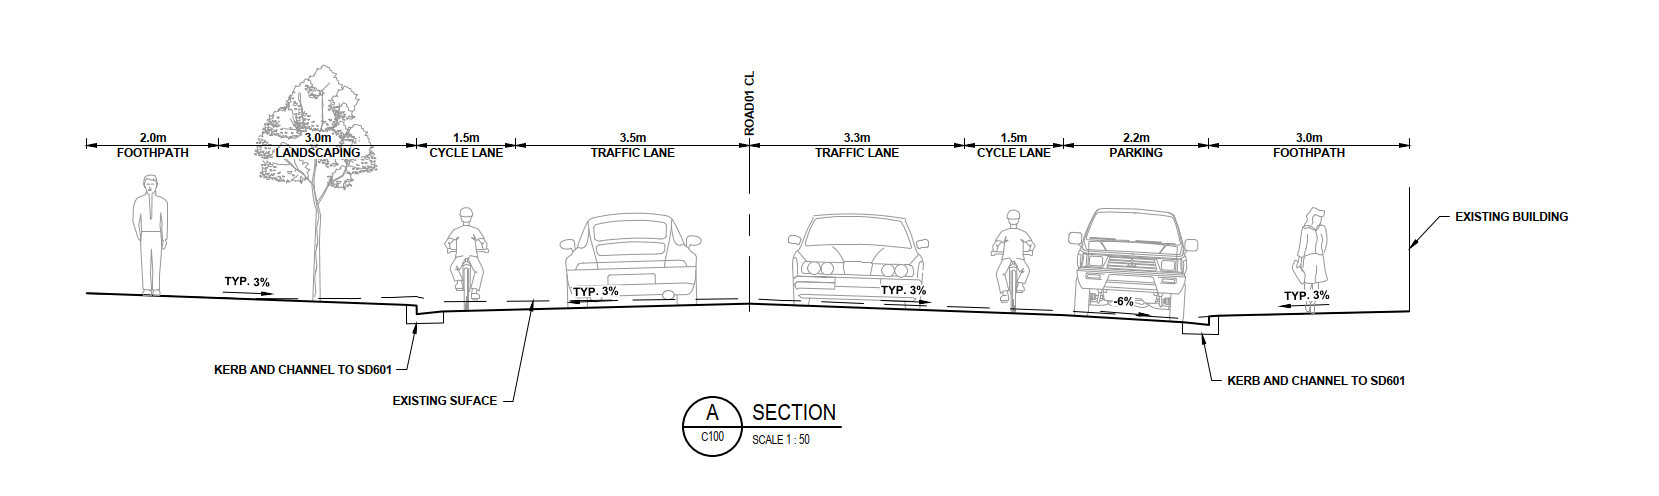 ROAD01 CL
2.0m
FOOTPATH
3.0m
LANDSCAPING
1.5m
CYCLE LANE
3.5m
TRAFFIC LANE
3.3m
TRAFFIC LANE
1.5m
CYCLE LANE
2.2m
PARKING
3.0m
FOOTPATH
EXISTING BUILDING
TYP. 3%
TYP. 3%
TYP. 3%
-6%
TYP. 3%
KERB AND CHANNEL TO SD601
EXISTING SUFACE
KERB AND CHANNEL TO SD601
A
C100
SECTION
SCALE 1 : 50